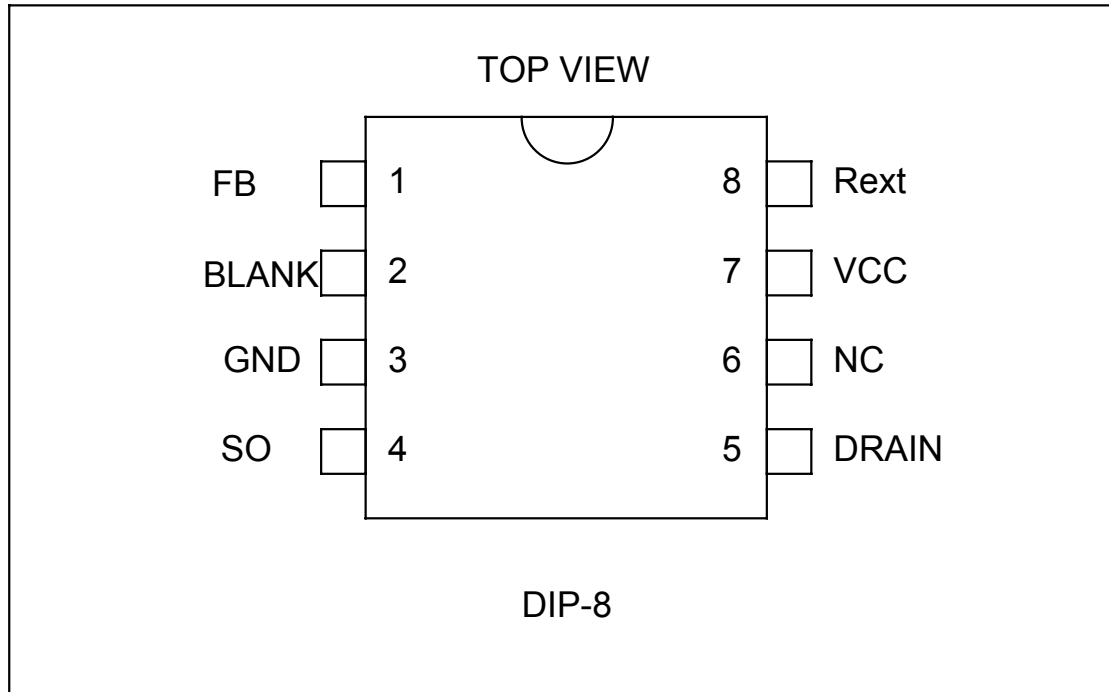 TOP VIEW
FB 1 8 Rext
BLANK 2 7 VCC
GND 3 6 NC
SO 4 5 DRAIN
DIP-8